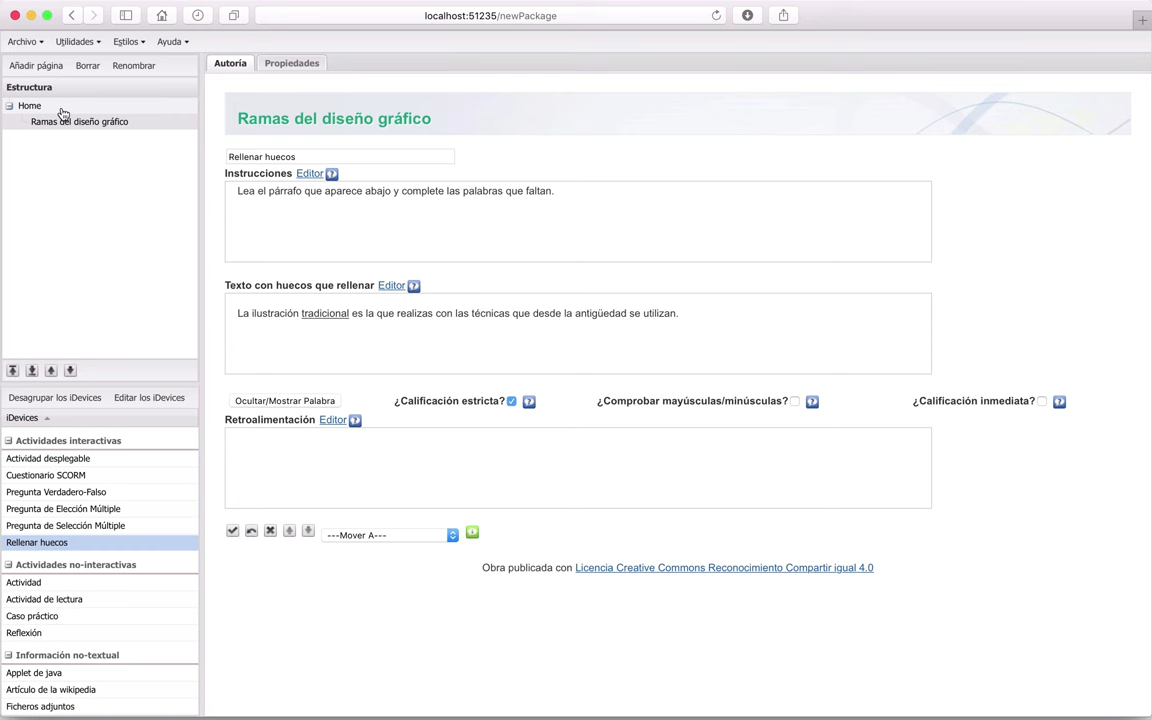 localhost:51235/newPackage
Archivo Utilidades Estilos Ayuda
Añadir página Borrar Renombrar
Estructura
Home
Ramas del diseño gráfico
Desagrupar los iDevices Editar los iDevices
iDevices
Actividades interactivas
Actividad desplegable
Cuestionario SCORM
Pregunta Verdadero-Falso
Pregunta de Elección Múltiple
Pregunta de Selección Múltiple
Rellenar huecos
Actividades no-interactivas
Actividad
Actividad de lectura
Caso práctico
Reflexión
Información no-textual
Applet de java
Artículo de la wikipedia
Ficheros adjuntos
Autoría Propiedades
Ramas del diseño gráfico
Rellenar huecos
Instrucciones Editor
Lea el párrafo que aparece abajo y complete las palabras que faltan.
Texto con huecos que rellenar Editor
La ilustración tradicional es la que realizas con las técnicas que desde la antigüedad se utilizan.
Ocultar/Mostrar Palabra ¿Calificación estricta? ¿Comprobar mayúsculas/minúsculas? ¿Calificación inmediata?
Retroalimentación Editor
---Mover A---
Obra publicada con Licencia Creative Commons Reconocimiento Compartir igual 4.0